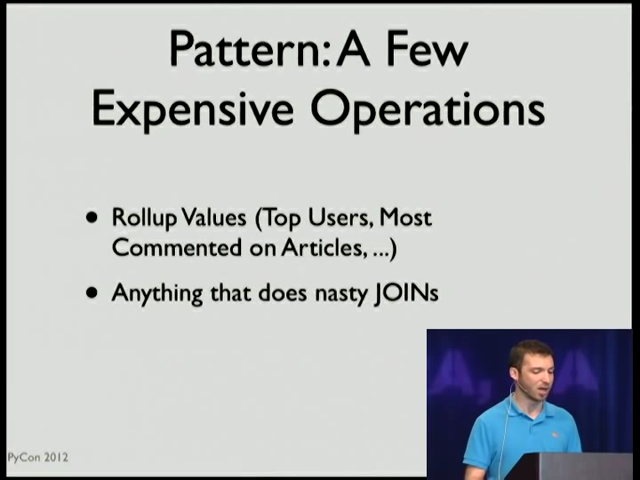 Pattern: A Few
Expensive Operations
• Rollup Values (Top Users, Most
Commented on Articles, ...)
• Anything that does nasty JOINs
PyCon 2012